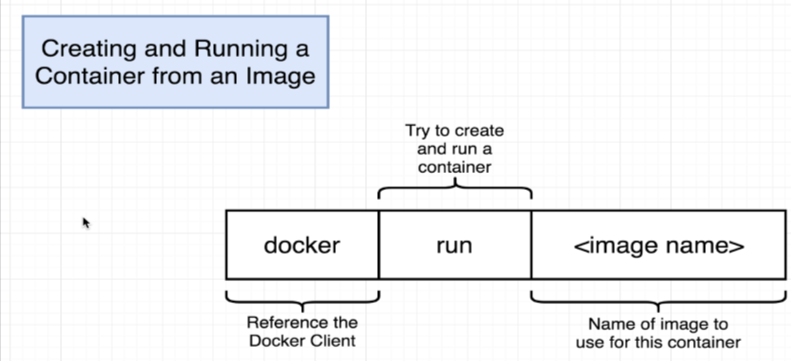 Creating and Running a
Container from an Image
Try to create
and run a
container
docker
run
<image name>
Reference the
Docker Client
Name of image to
use for this container